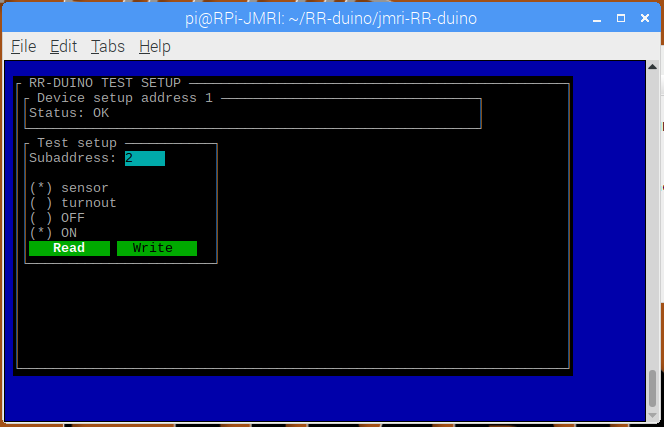 pi@RPi-JMRI: ~/RR-duino/jmri-RR-duino
File Edit Tabs Help
RR-DUINO TEST SETUP
Device setup address 1
Status: OK
Test setup
Subaddress: 2
(*) sensor
( ) turnout
( ) OFF
(*) ON
Read Write